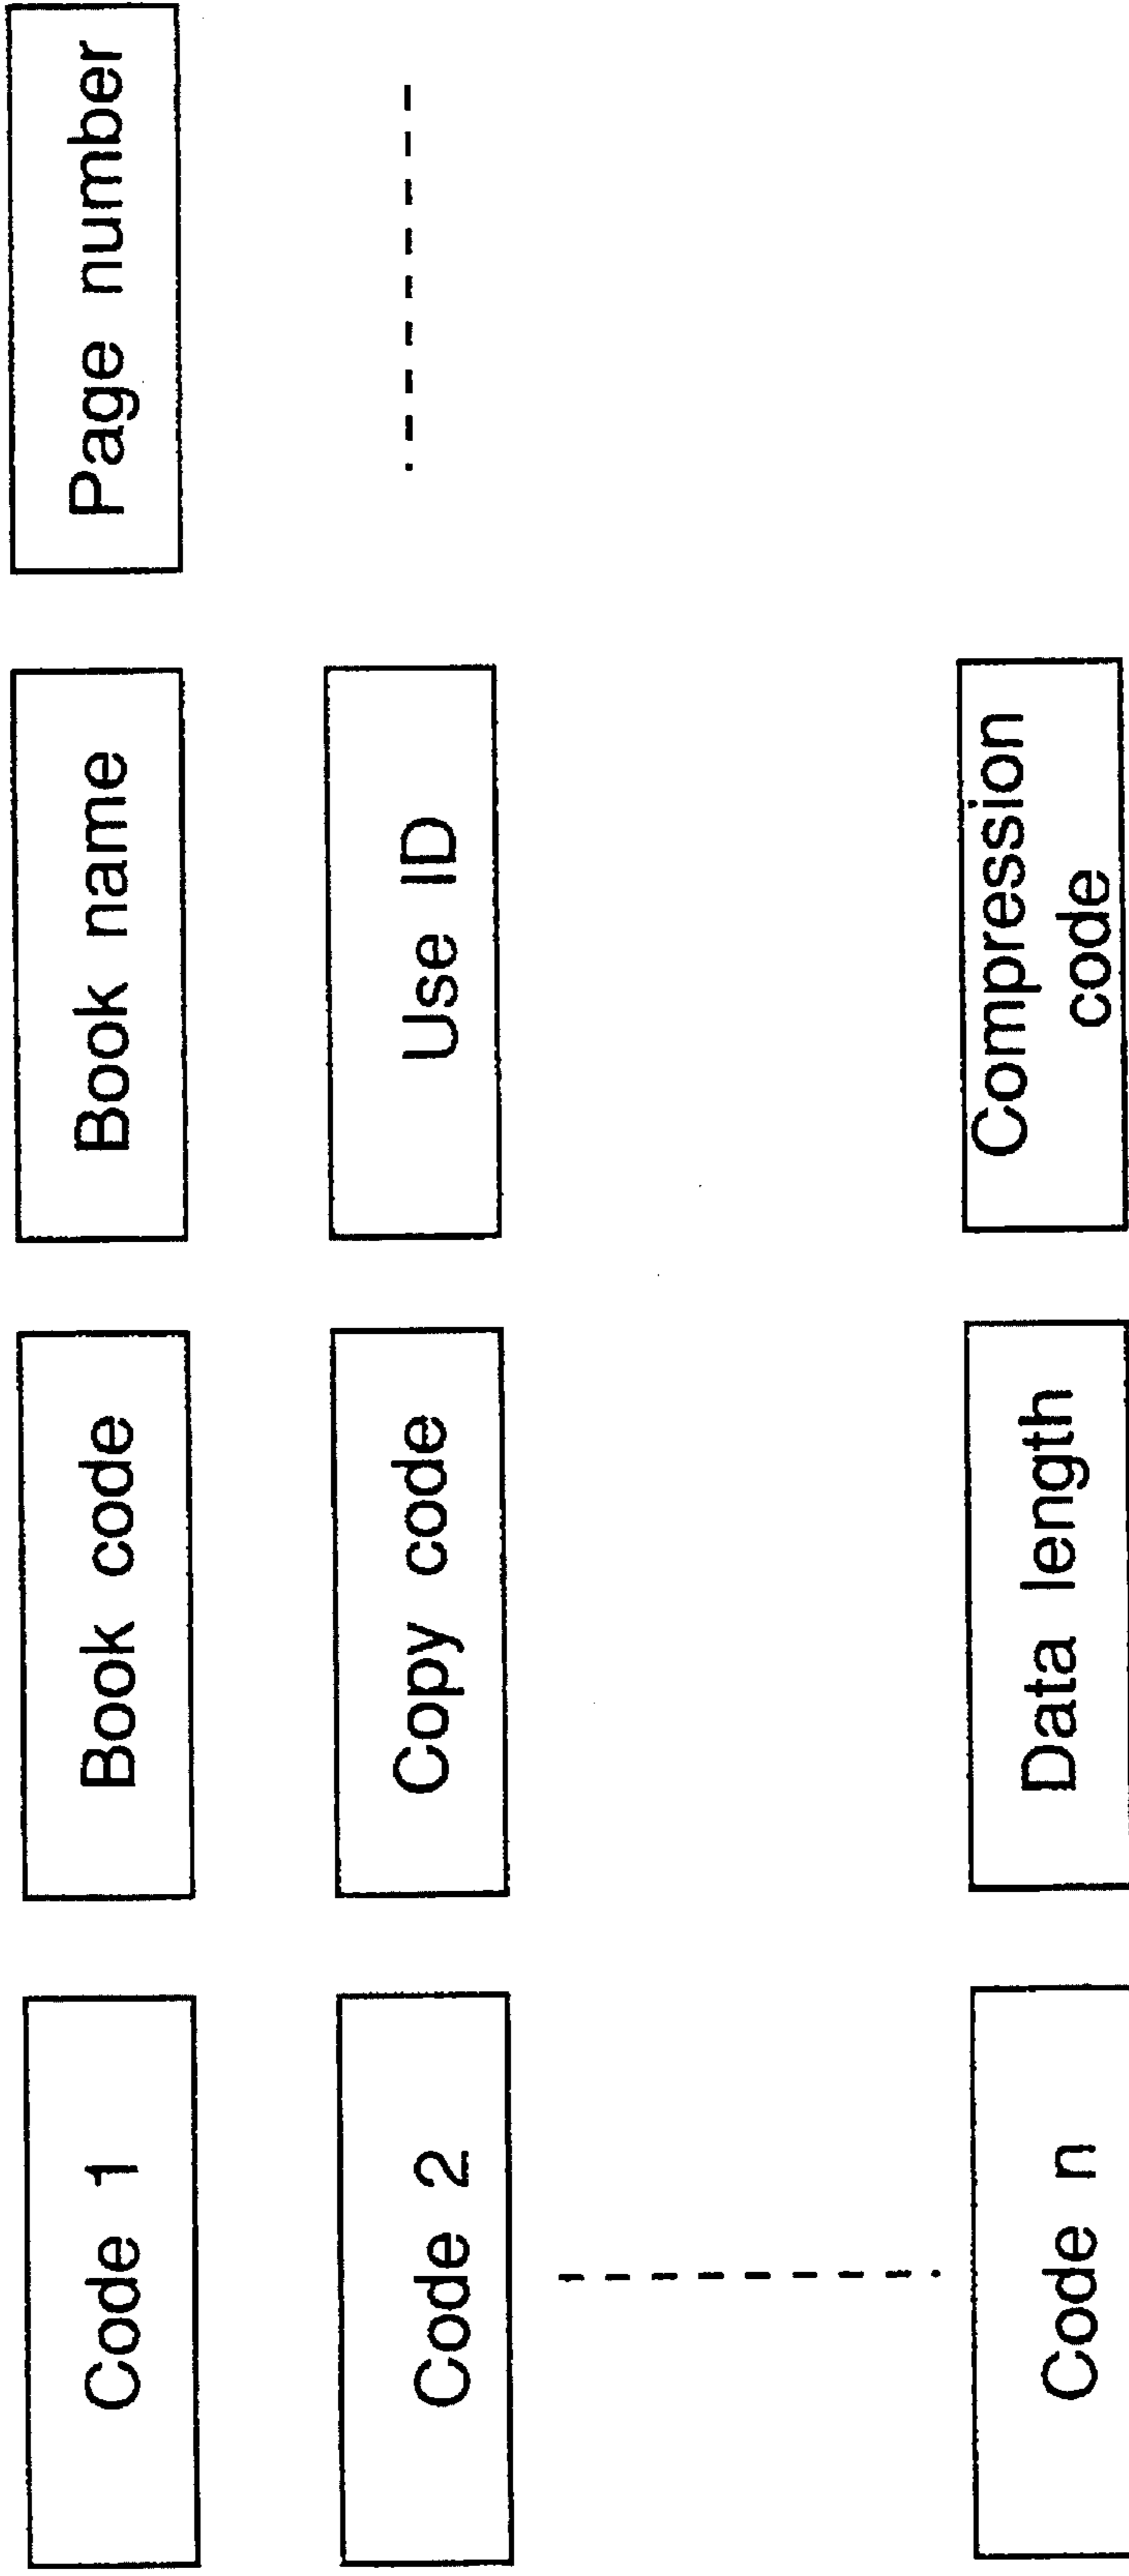 Code 1
Book code
Book name
Page number
Code 2
Copy code
Use ID
Code n
Data length
Compression
code